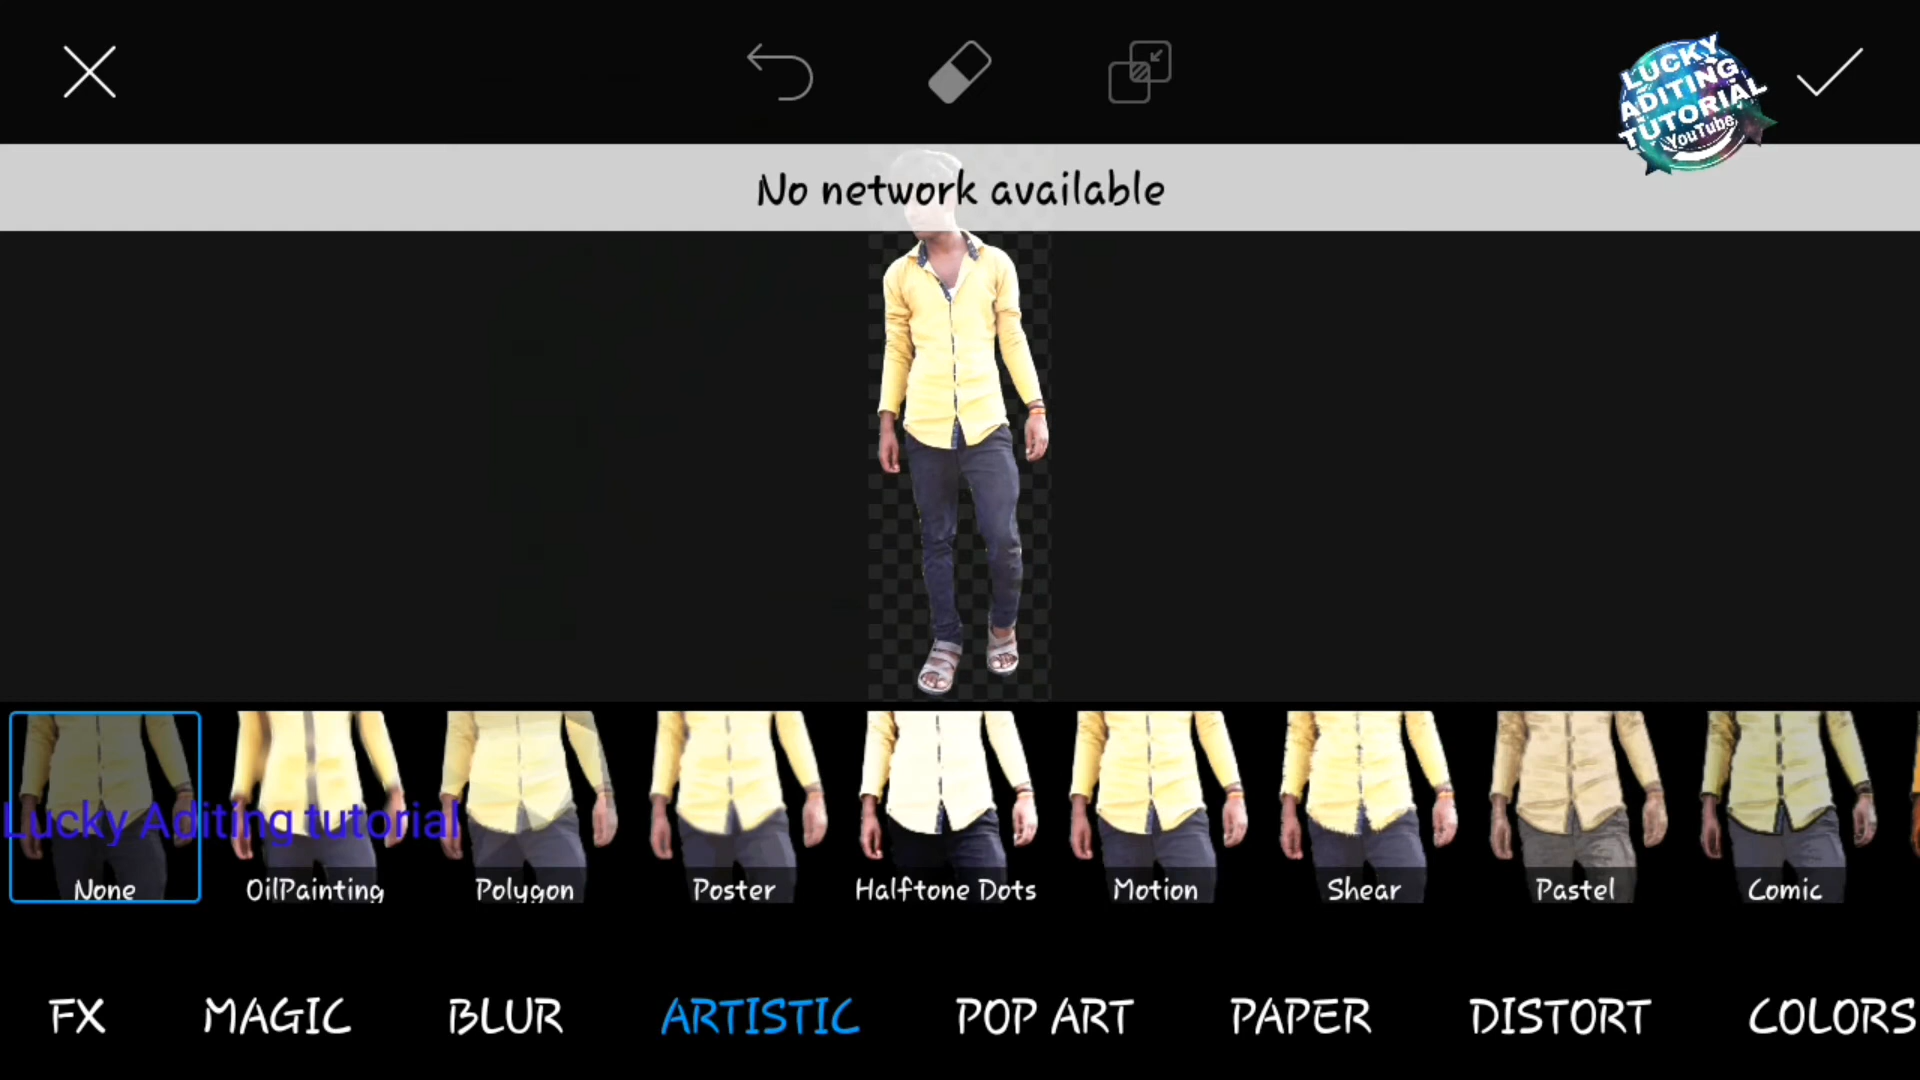 LUCKY
ADITING
TUTORIAL
YouTube
No network available
Lucky Aditing tutorial
None
OilPainting
Polygon
Poster
Halftone Dots
Motion
Shear
Pastel
Comic
FX
MAGIC
BLUR
ARTISTIC
POP ART
PAPER
DISTORT
COLORS